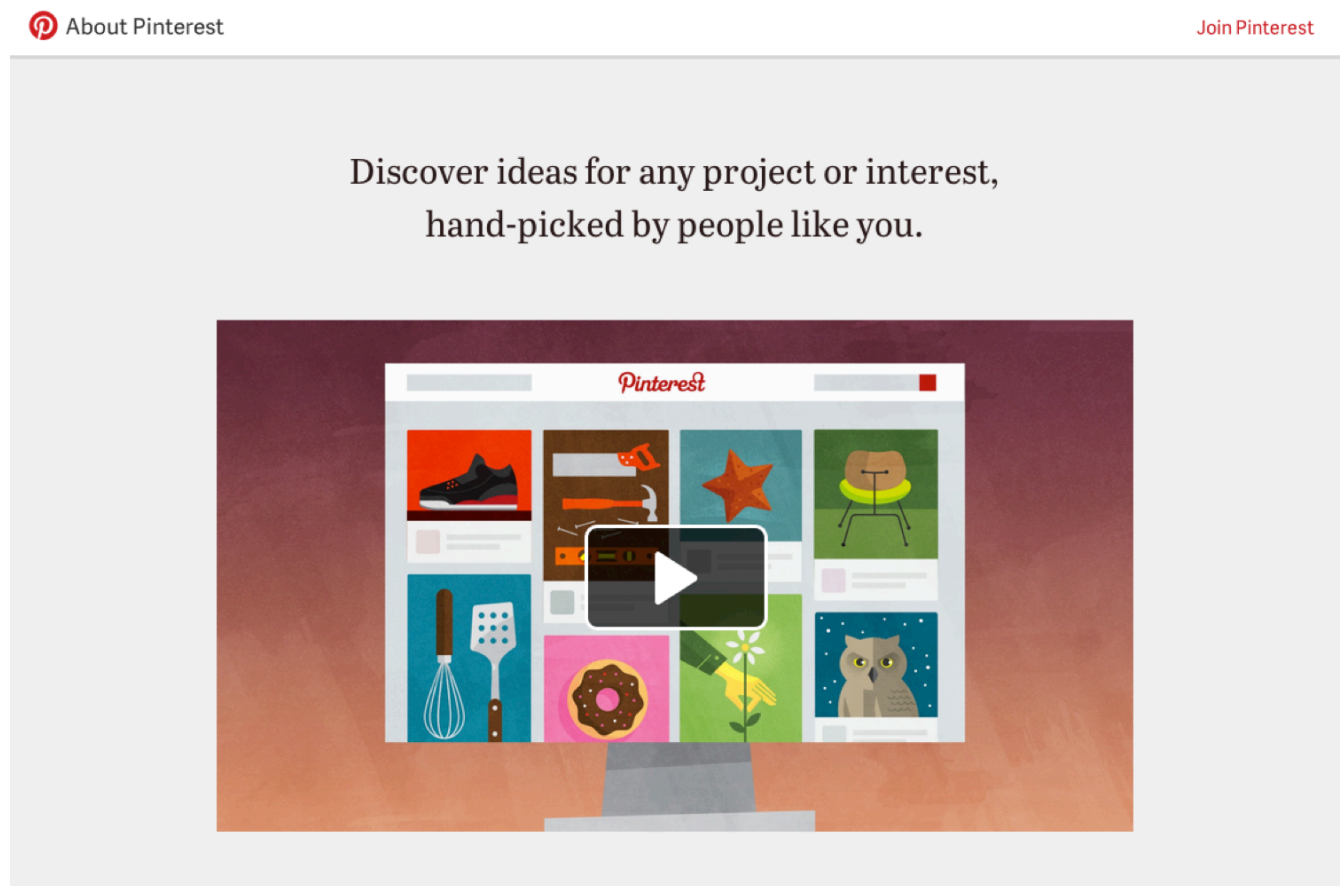 About Pinterest
Join Pinterest
Discover ideas for any project or interest,
hand-picked by people like you.
Pinterest